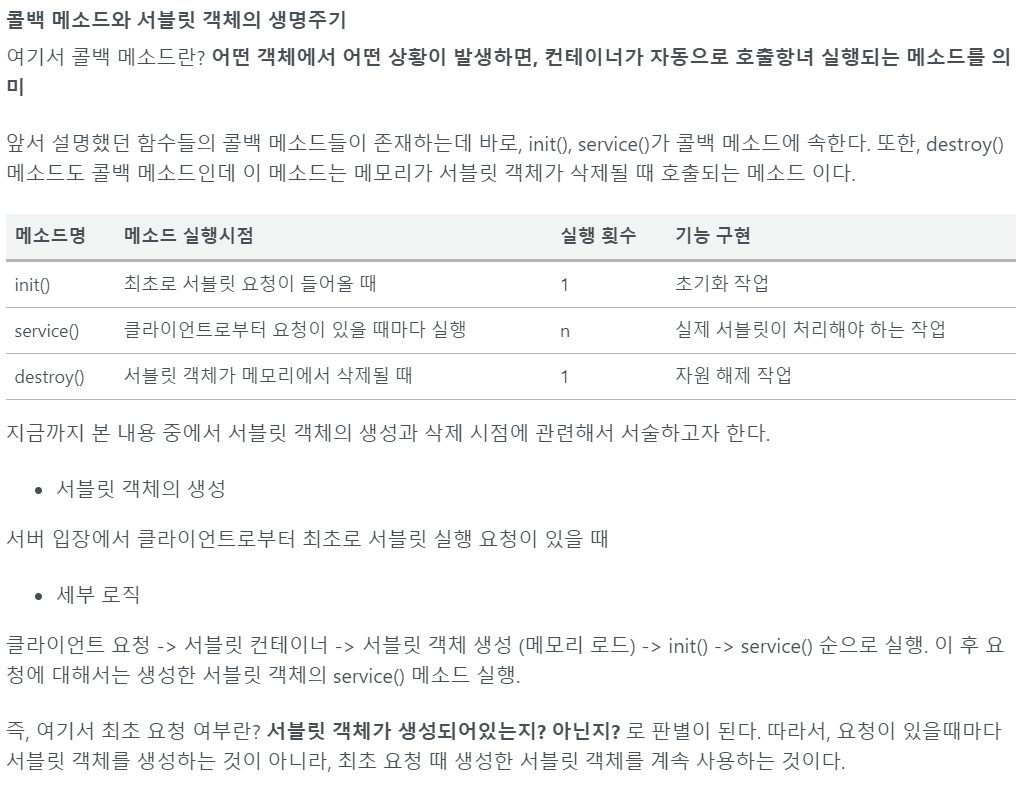 콜백 메소드와 서블릿 객체의 생명주기
여기서 콜백 메소드란? 어떤 객체에서 어떤 상황이 발생하면, 컨테이너가 자동으로 호출항녀 실행되는 메소드를 의
미
앞서 설명했던 함수들의 콜백 메소드들이 존재하는데 바로, init(), service()가 콜백 메소드에 속한다. 또한, destroy()
메소드도 콜백 메소드인데 이 메소드는 메모리가 서블릿 객체가 삭제될 때 호출되는 메소드 이다.
메소드명 메소드 실행시점 실행 횟수 기능 구현
init() 최초로 서블릿 요청이 들어올 때 1 초기화 작업
service() 클라이언트로부터 요청이 있을 때마다 실행 n 실제 서블릿이 처리해야 하는 작업
destroy() 서블릿 객체가 메모리에서 삭제될 때 1 자원 해제 작업
지금까지 본 내용 중에서 서블릿 객체의 생성과 삭제 시점에 관련해서 서술하고자 한다.
• 서블릿 객체의 생성
서버 입장에서 클라이언트로부터 최초로 서블릿 실행 요청이 있을 때
• 세부 로직
클라이언트 요청 -> 서블릿 컨테이너 -> 서블릿 객체 생성 (메모리 로드) -> init() -> service() 순으로 실행. 이 후 요
청에 대해서는 생성한 서블릿 객체의 service() 메소드 실행.
즉, 여기서 최초 요청 여부란? 서블릿 객체가 생성되어있는지? 아닌지? 로 판별이 된다. 따라서, 요청이 있을때마다
서블릿 객체를 생성하는 것이 아니라, 최초 요청 때 생성한 서블릿 객체를 계속 사용하는 것이다.